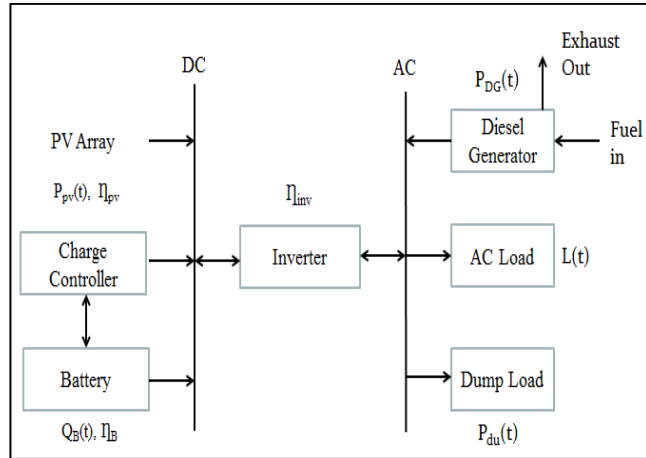 Exhaust
Out
DC
AC
P_DG(t)
Diesel
Generator
Fuel
in
PV Array
P_pv(t), η_pv
η_inv
Charge
Controller
Inverter
AC Load
L(t)
Battery
Dump Load
Q_B(t), η_B
P_du(t)